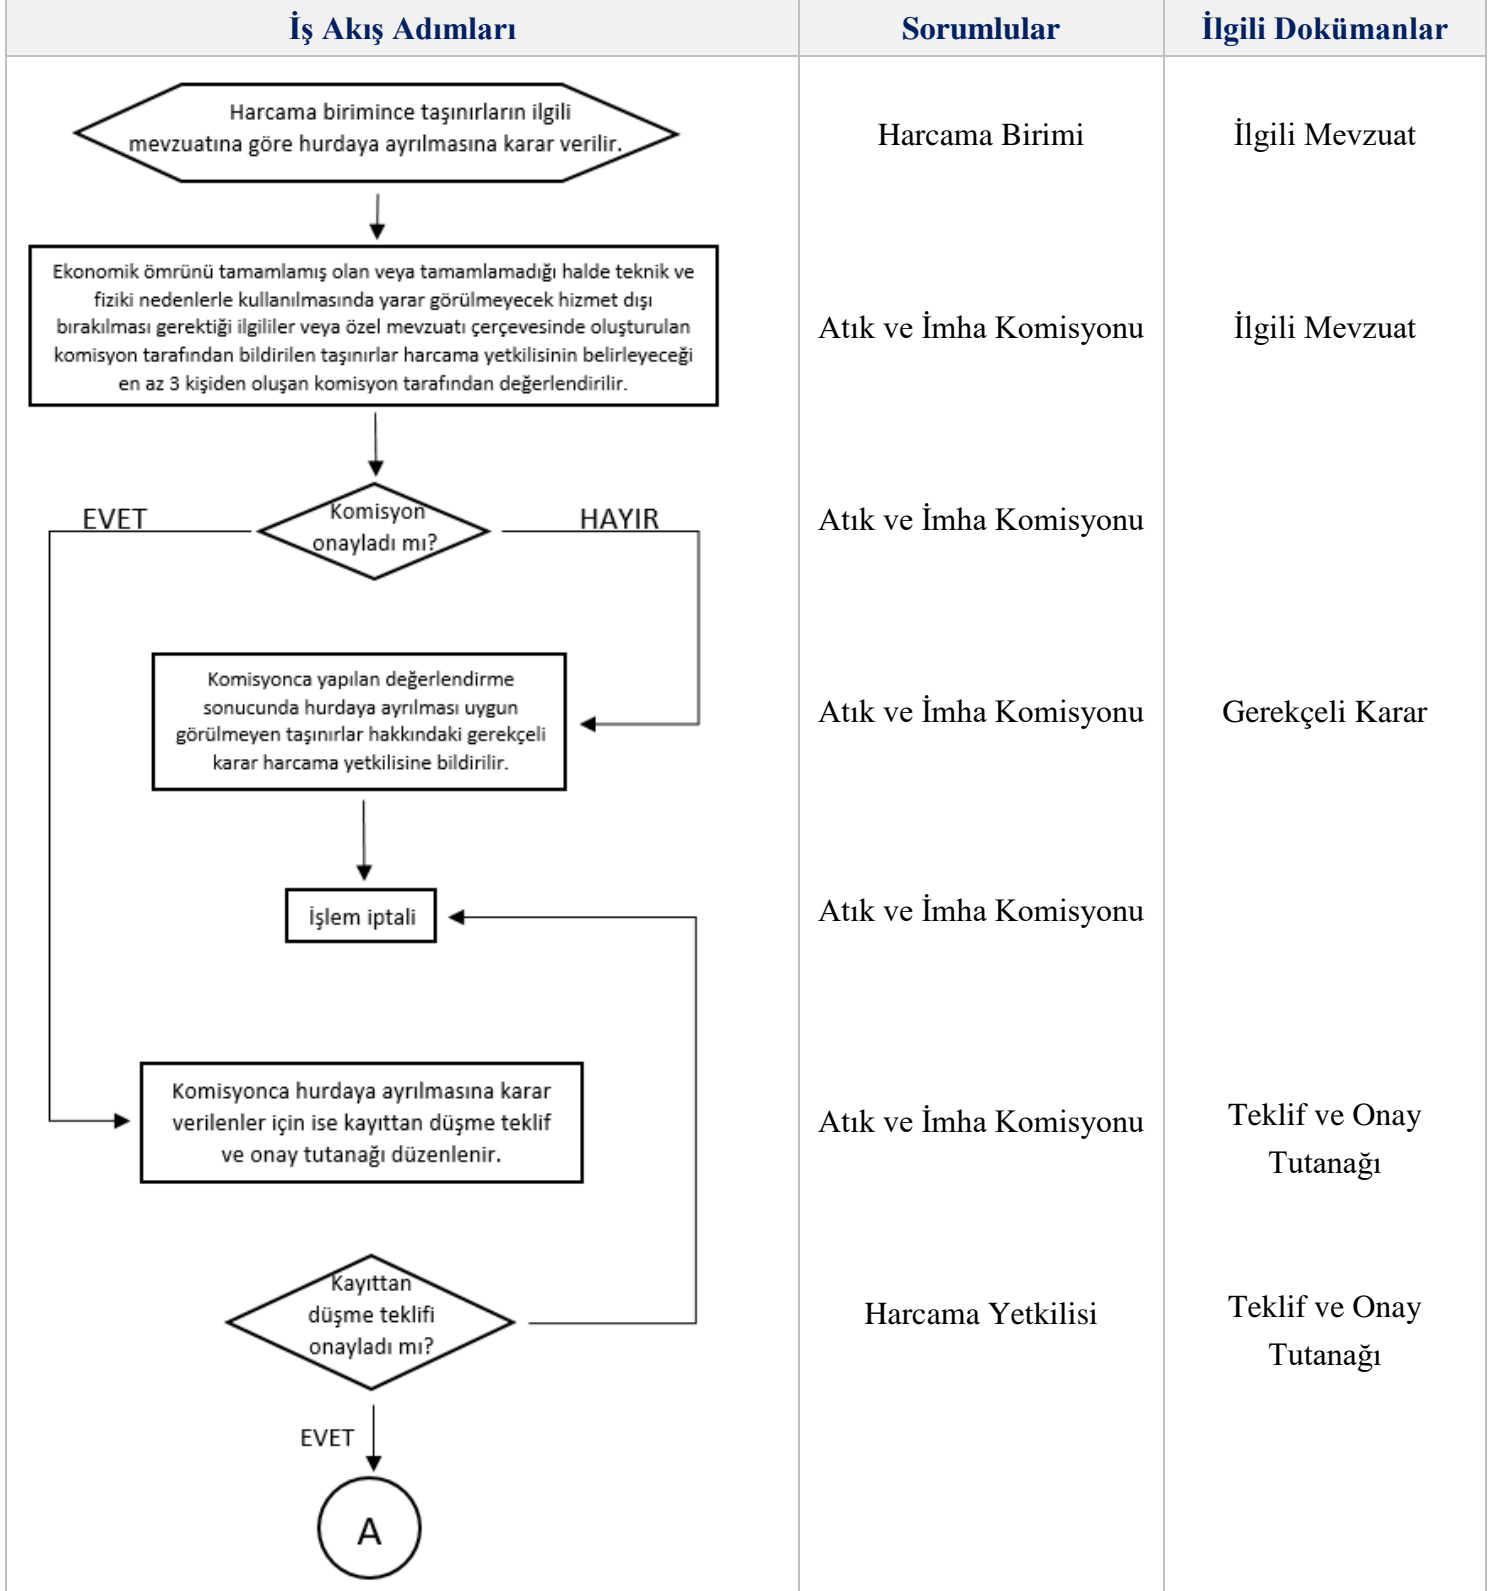 İş Akış Adımları
Sorumlular
İlgili Dokümanlar
Harcama birimince taşınırların ilgili
mevzuatına göre hurdaya ayrılmasına karar verilir.
Harcama Birimi
İlgili Mevzuat
Ekonomik ömrünü tamamlamış olan veya tamamlamadığı halde teknik ve
fiziki nedenlerle kullanılmasında yarar görülmeyecek hizmet dışı
bırakılması gerektiği ilgililer veya özel mevzuatı çerçevesinde oluşturulan
komisyon tarafından bildirilen taşınırlar harcama yetkilisinin belirleyeceği
en az 3 kişiden oluşan komisyon tarafından değerlendirilir.
Atık ve İmha Komisyonu
İlgili Mevzuat
EVET
Komisyon
onayladı mı?
HAYIR
Atık ve İmha Komisyonu
Komisyonca yapılan değerlendirme
sonucunda hurdaya ayrılması uygun
görülmeyen taşınırlar hakkındaki gerekçeli
karar harcama yetkilisine bildirilir.
Atık ve İmha Komisyonu
Gerekçeli Karar
İşlem iptali
Atık ve İmha Komisyonu
Komisyonca hurdaya ayrılmasına karar
verilenler için ise kayıttan düşme teklif
ve onay tutanağı düzenlenir.
Atık ve İmha Komisyonu
Teklif ve Onay
Tutanağı
Kayıttan
düşme teklifi
onayladı mı?
Harcama Yetkilisi
Teklif ve Onay
Tutanağı
EVET
A